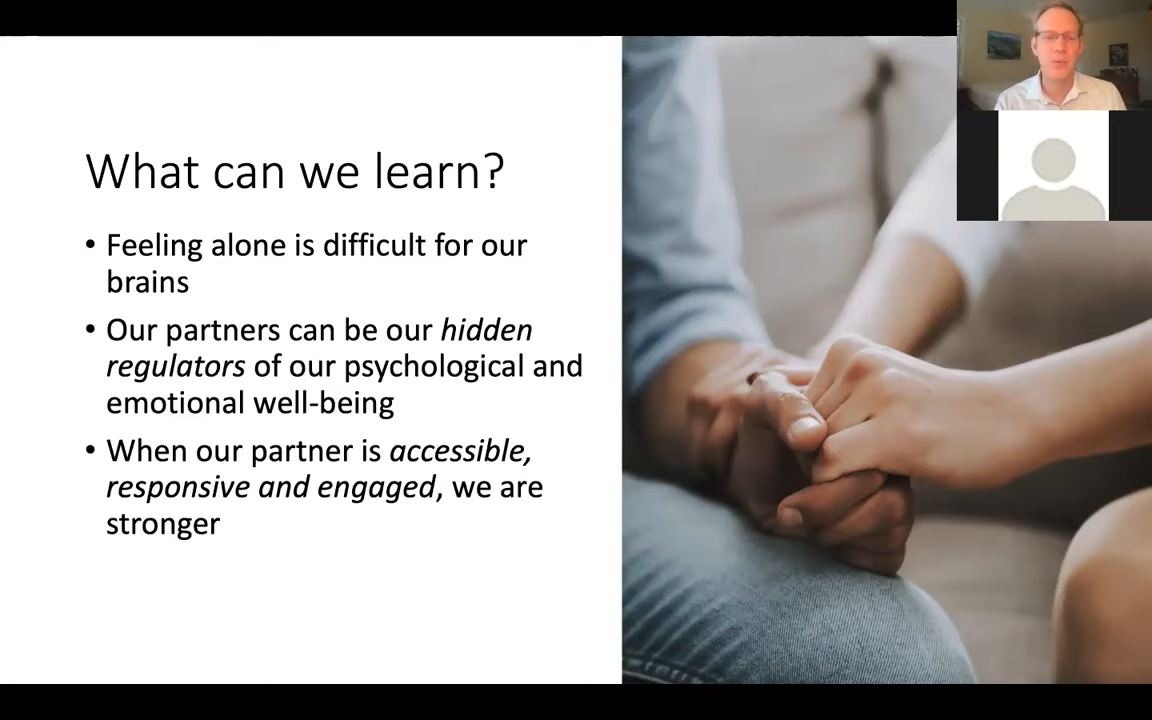 What can we learn?
• Feeling alone is difficult for our
brains
• Our partners can be our hidden
regulators of our psychological and
emotional well-being
• When our partner is accessible,
responsive and engaged, we are
stronger